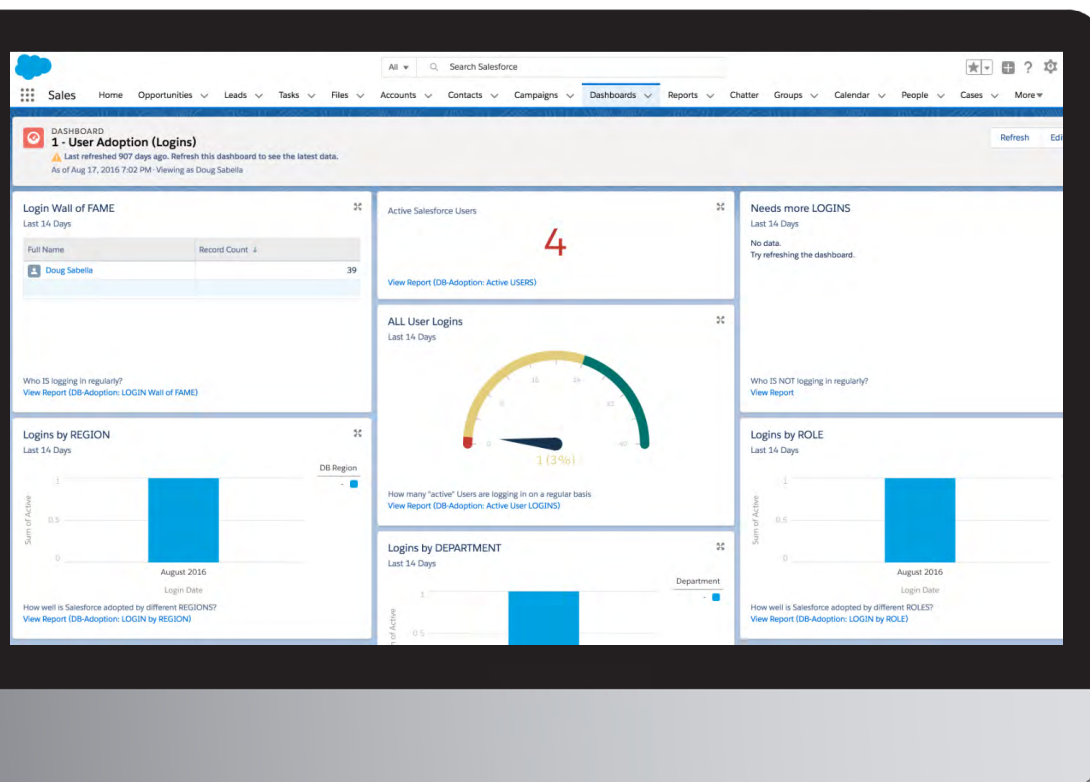 All
Search Salesforce
Sales Home Opportunities Leads Tasks Files Accounts Contacts Campaigns Dashboards Reports Chatter Groups Calendar People Cases More
DASHBOARD
1 - User Adoption (Logins)
Last refreshed 907 days ago. Refresh this dashboard to see the latest data.
As of Aug 17, 2016 7:02 PM·Viewing as Doug Sabella
Refresh
Login Wall of FAME
Last 14 Days
Full Name Record Count ↓
Doug Sabella 39
Who IS logging in regularly?
View Report (DB-Adoption: LOGIN Wall of FAME)
Active Salesforce Users
4
View Report (DB-Adoption: Active USERS)
Needs more LOGINS
Last 14 Days
No data.
Try refreshing the dashboard.
Who IS NOT logging in regularly?
View Report
ALL User Logins
Last 14 Days
16
0
1 (3%)
How many "active" Users are logging in on a regular basis
View Report (DB-Adoption: Active User LOGINS)
Logins by REGION
Last 14 Days
DB Region
-
1
0.5
0
Sum of Active
August 2016
Login Date
How well is Salesforce adopted by different REGIONS?
View Report (DB-Adoption: LOGIN by REGION)
Logins by DEPARTMENT
Last 14 Days
Department
-
1
0.5
of Active
Logins by ROLE
Last 14 Days
1
0.5
0
Sum of Active
August 2016
Login Date
How well is Salesforce adopted by different ROLES?
View Report (DB-Adoption: LOGIN by ROLE)